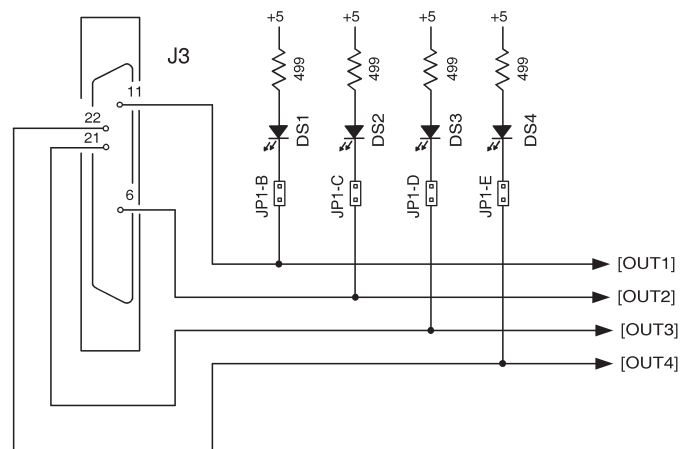 +5 +5 +5 +5
J3
499 499 499 499
11
22
21
DS1 DS2 DS3 DS4
6
JP1-B JP1-C JP1-D JP1-E
[OUT1]
[OUT2]
[OUT3]
[OUT4]